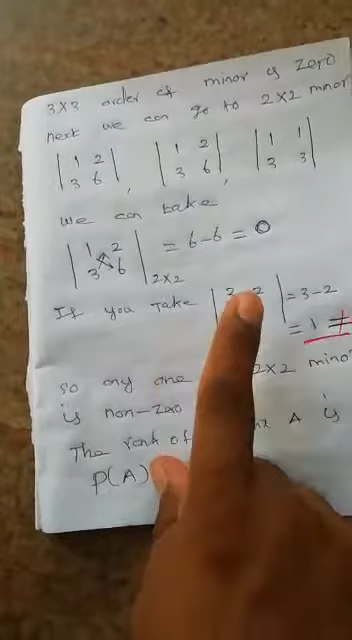 3x3 order of minor is zero
next we can go to 2x2 minor
| 1 2 | | 1 2 | | 1 1 |
| 3 6 |, | 3 6 |, | 3 3 |
we can take
| 1 2 |
| 3 6 | 2x2 = 6-6 = 0
If you Take | = 3-2
= 1 ≠
so any one 2x2 minor
is non-zero
The rank of A is
P(A)